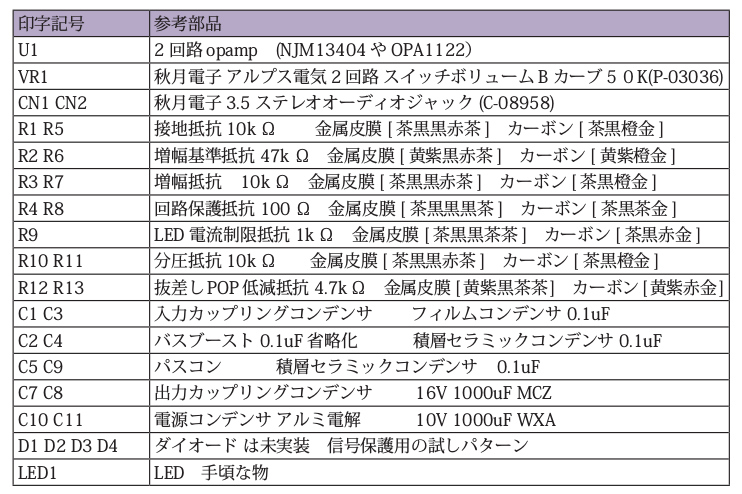 印字記号 参考部品
U1 2 回路 opamp （NJM13404 や OPA1122）
VR1 秋月電子 アルプス電気 2 回路 スイッチボリューム B カーブ５０K(P-03036)
CN1 CN2 秋月電子 3.5 ステレオオーディオジャック (C-08958)
R1 R5 接地抵抗 10k Ω 金属皮膜 [ 茶黒黒赤茶 ] カーボン [ 茶黒橙金 ]
R2 R6 増幅基準抵抗 47k Ω 金属皮膜 [ 黄紫黒赤茶 ] カーボン [ 黄紫橙金 ]
R3 R7 増幅抵抗 10k Ω 金属皮膜 [ 茶黒黒赤茶 ] カーボン [ 茶黒橙金 ]
R4 R8 回路保護抵抗 100 Ω 金属皮膜 [ 茶黒黒黒茶 ] カーボン [ 茶黒茶金 ]
R9 LED 電流制限抵抗 1k Ω 金属皮膜 [ 茶黒黒茶茶 ] カーボン [ 茶黒赤金 ]
R10 R11 分圧抵抗 10k Ω 金属皮膜 [ 茶黒黒赤茶 ] カーボン [ 茶黒橙金 ]
R12 R13 抜差し POP 低減抵抗 4.7k Ω 金属皮膜 [ 黄紫黒茶茶 ] カーボン [ 黄紫赤金 ]
C1 C3 入力カップリングコンデンサ フィルムコンデンサ 0.1uF
C2 C4 バスブースト 0.1uF 省略化 積層セラミックコンデンサ 0.1uF
C5 C9 パスコン 積層セラミックコンデンサ 0.1uF
C7 C8 出力カップリングコンデンサ 16V 1000uF MCZ
C10 C11 電源コンデンサ アルミ電解 10V 1000uF WXA
D1 D2 D3 D4 ダイオード は未実装 信号保護用の試しパターン
LED1 LED 手頃な物